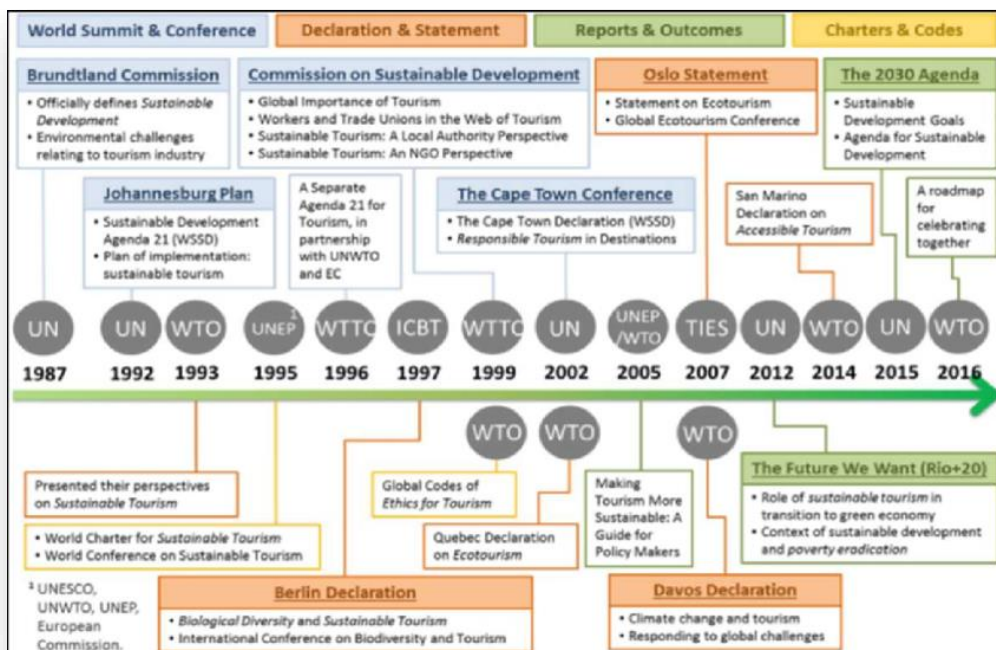 World Summit & Conference
Declaration & Statement
Reports & Outcomes
Charters & Codes
Brundtland Commission
• Officially defines Sustainable
Development
• Environmental challenges
relating to tourism industry
Commission on Sustainable Development
• Global Importance of Tourism
• Workers and Trade Unions in the Web of Tourism
• Sustainable Tourism: A Local Authority Perspective
• Sustainable Tourism: An NGO Perspective
Oslo Statement
• Statement on Ecotourism
• Global Ecotourism Conference
The 2030 Agenda
• Sustainable
Development Goals
• Agenda for Sustainable
Development
Johannesburg Plan
• Sustainable Development
Agenda 21 (WSSD)
• Plan of implementation:
sustainable tourism
A Separate
Agenda 21 for
Tourism, in
partnership
with UNWTO
and EC
The Cape Town Conference
• The Cape Town Declaration (WSSD)
• Responsible Tourism in Destinations
San Marino
Declaration on
Accessible Tourism
A roadmap
for
celebrating
together
UN
UN
WTO
UNEP 1
WTTC
ICBT
WTTC
UN
UNEP
/WTO
TIES
UN
WTO
UN
WTO
1987
1992
1993
1995
1996
1997
1999
2002
2005
2007
2012
2014
2015
2016
WTO
WTO
WTO
Presented their perspectives
on Sustainable Tourism
• World Charter for Sustainable Tourism
• World Conference on Sustainable Tourism
Global Codes of
Ethics for Tourism
Quebec Declaration
on Ecotourism
Making
Tourism More
Sustainable: A
Guide for
Policy Makers
The Future We Want (Rio+20)
• Role of sustainable tourism in
transition to green economy
• Context of sustainable development
and poverty eradication
1 UNESCO,
UNWTO, UNEP,
European
Commission.
Berlin Declaration
• Biological Diversity and Sustainable Tourism
• International Conference on Biodiversity and Tourism
Davos Declaration
• Climate change and tourism
• Responding to global challenges